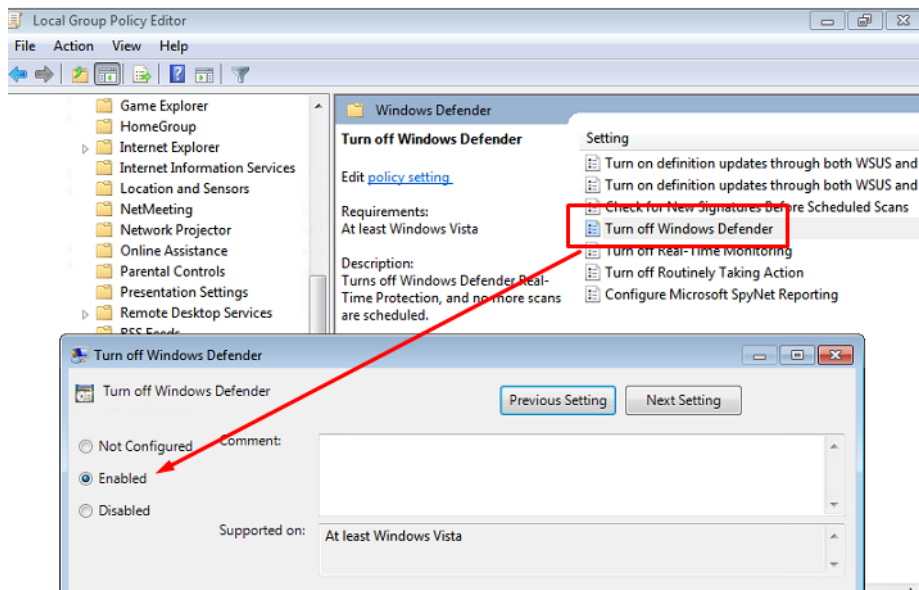 Local Group Policy Editor
File Action View Help
Game Explorer
HomeGroup
Internet Explorer
Internet Information Services
Location and Sensors
NetMeeting
Network Projector
Online Assistance
Parental Controls
Presentation Settings
Remote Desktop Services
RSS Feeds
Windows Defender
Turn off Windows Defender
Edit policy setting
Requirements:
At least Windows Vista
Description:
Turns off Windows Defender Real-
Time Protection, and no more scans
are scheduled.
Setting
Turn on definition updates through both WSUS and
Turn on definition updates through both WSUS and
Check for New Signatures Before Scheduled Scans
Turn off Windows Defender
Turn off Real-Time Monitoring
Turn off Routinely Taking Action
Configure Microsoft SpyNet Reporting
Turn off Windows Defender
Turn off Windows Defender
Previous Setting
Next Setting
Not Configured
Enabled
Disabled
Comment:
Supported on:
At least Windows Vista